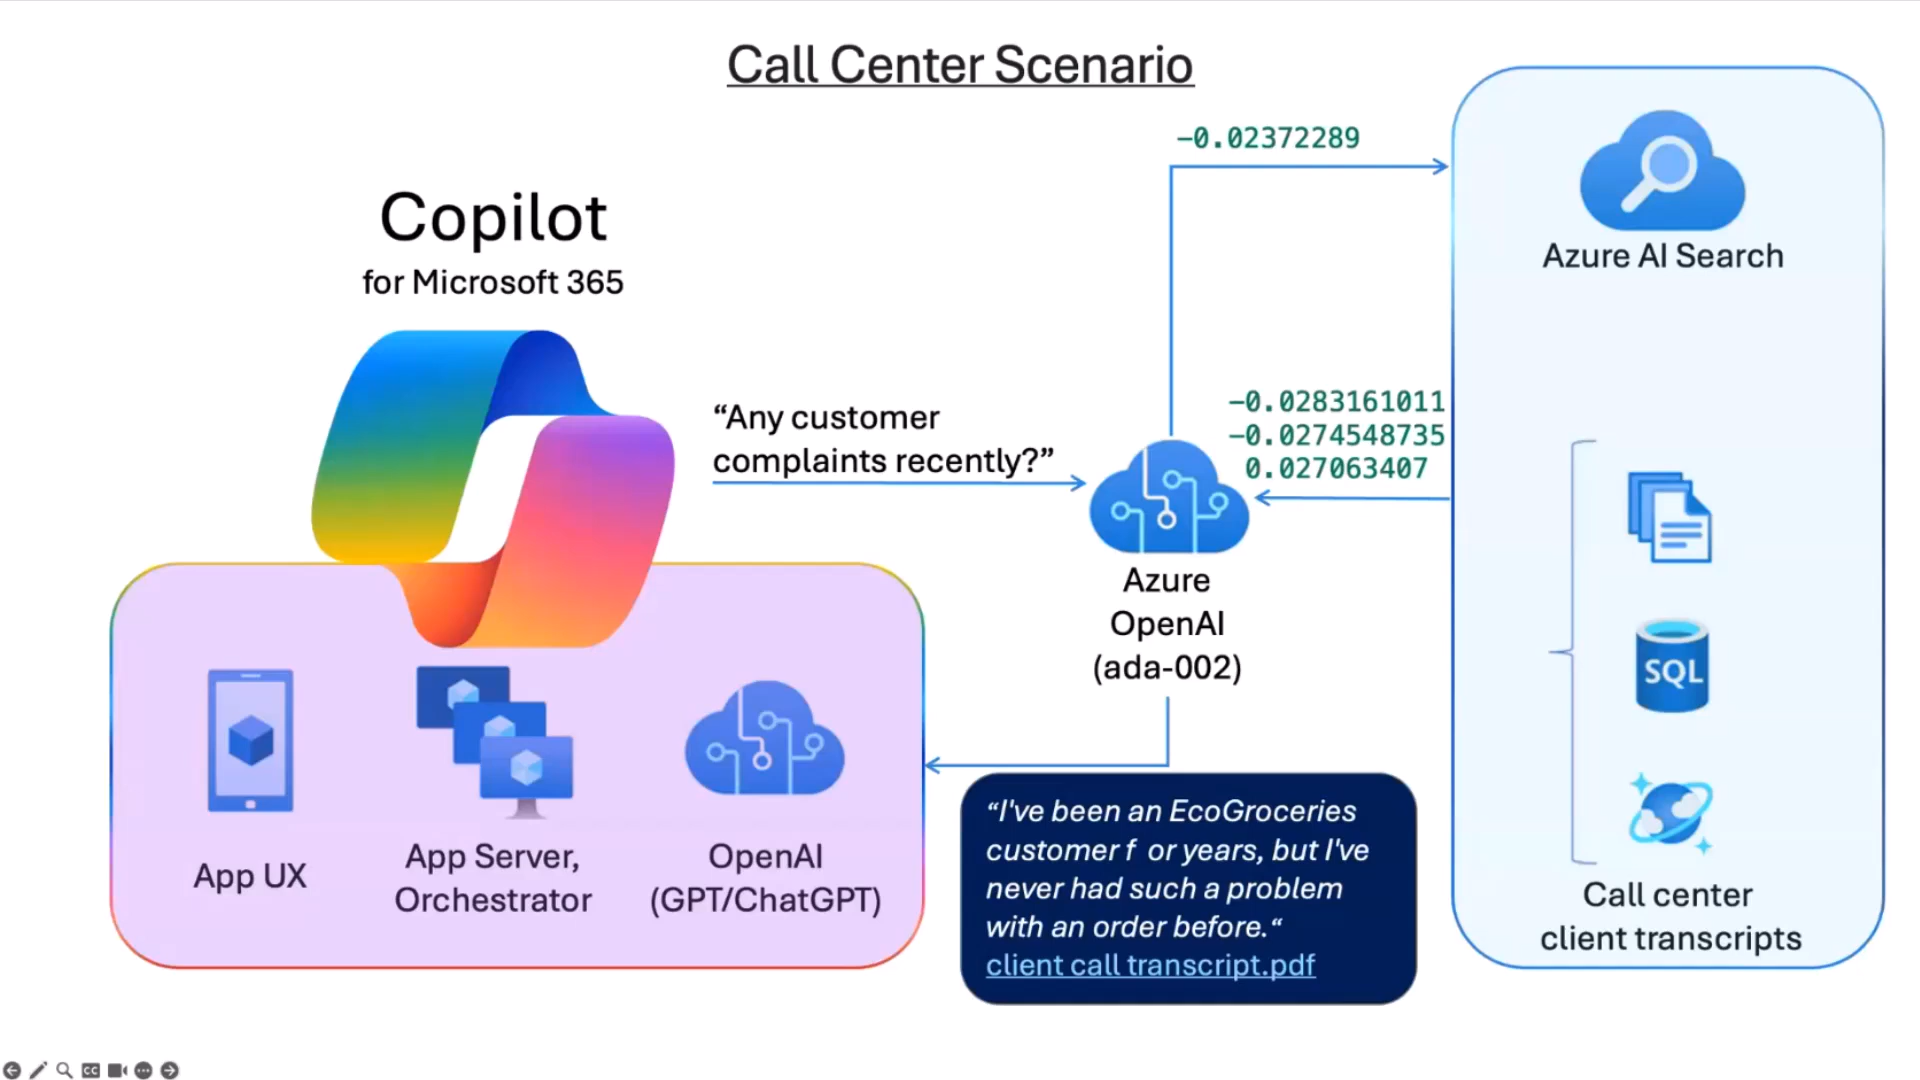 Call Center Scenario
−0.02372289
Azure AI Search
Copilot
for Microsoft 365
“Any customer
complaints recently?”
−0.0283161011
−0.0274548735
0.027063407
Azure
OpenAI
(ada-002)
SQL
App UX
App Server,
Orchestrator
OpenAI
(GPT/ChatGPT)
“I've been an EcoGroceries
customer f or years, but I've
never had such a problem
with an order before.“
client call transcript.pdf
Call center
client transcripts
CC